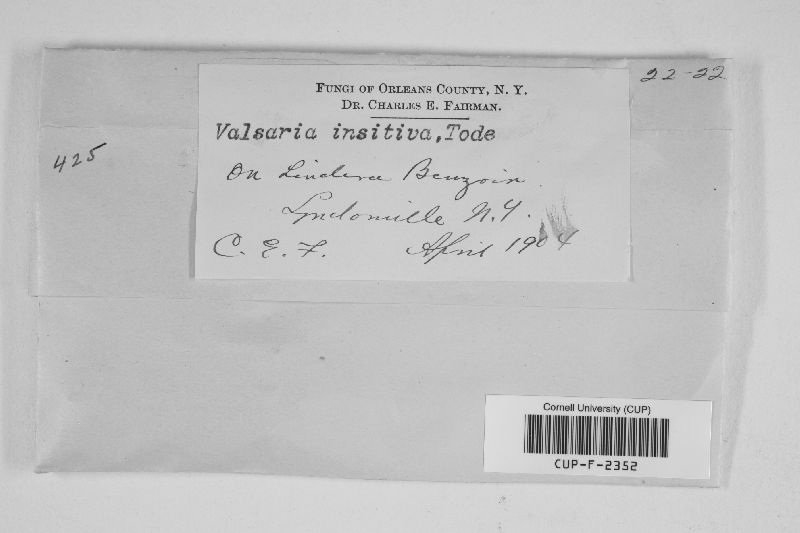 22-22
FUNGI OF ORLEANS COUNTY, N. Y.
DR. CHARLES E. FAIRMAN.
Valsaria insitiva, Tode
425
On Lindera Benzoin.
Lyndonville N.Y.
C. E. F. April 1904
Cornell University (CUP)
CUP-F-2352